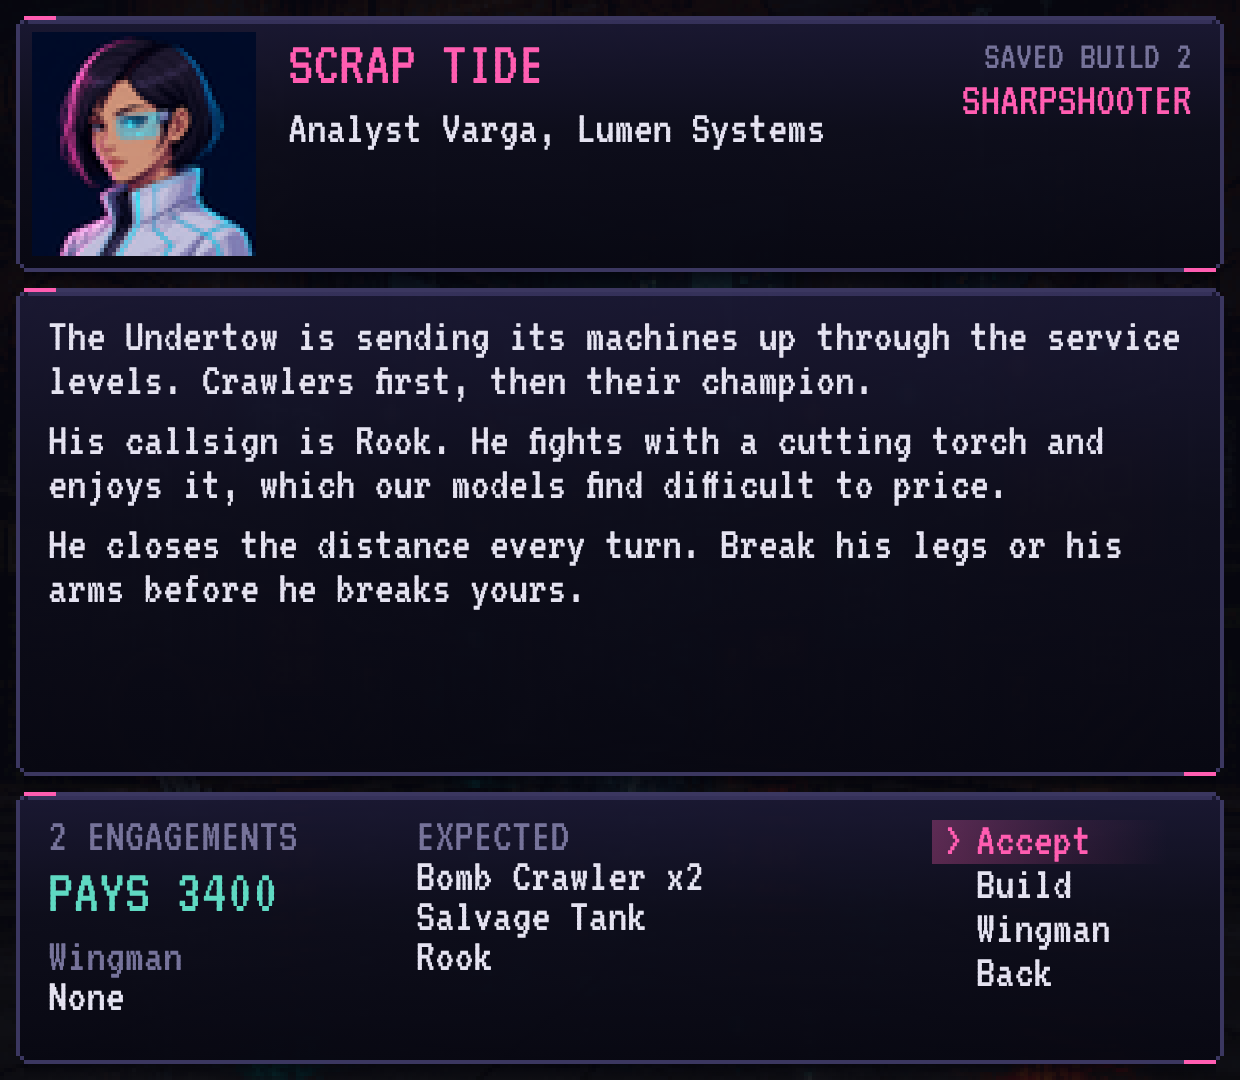 SCRAP TIDE
Analyst Varga, Lumen Systems
SAVED BUILD 2
SHARPSHOOTER
The Undertow is sending its machines up through the service
levels. Crawlers first, then their champion.
His callsign is Rook. He fights with a cutting torch and
enjoys it, which our models find difficult to price.
He closes the distance every turn. Break his legs or his
arms before he breaks yours.
2 ENGAGEMENTS
PAYS 3400
Wingman
None
EXPECTED
Bomb Crawler x2
Salvage Tank
Rook
> Accept
Build
Wingman
Back